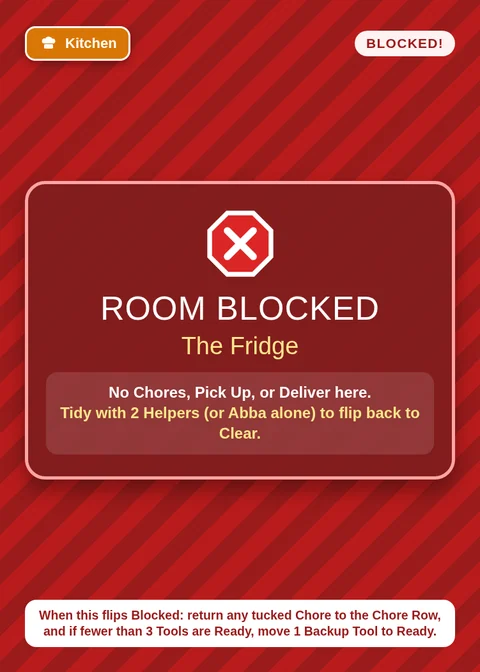 Kitchen
BLOCKED!
ROOM BLOCKED
The Fridge
No Chores, Pick Up, or Deliver here.
Tidy with 2 Helpers (or Abba alone) to flip back to
Clear.
When this flips Blocked: return any tucked Chore to the Chore Row,
and if fewer than 3 Tools are Ready, move 1 Backup Tool to Ready.